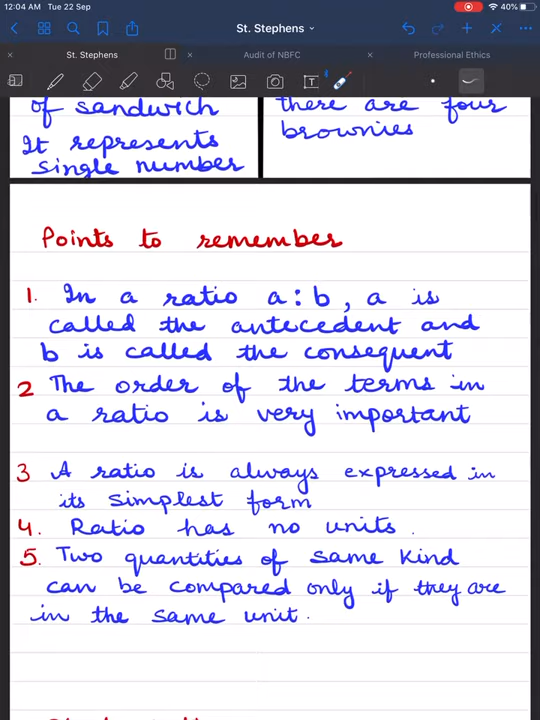 12:04 AM Tue 22 Sep
40%
St. Stephens
St. Stephens
Audit of NBFC
Professional Ethics
of sandwich
It represents
single number
there are four
brownies
Points to remember
1. In a ratio a:b, a is
called the antecedent and
b is called the consequent
2 The order of the terms in
a ratio is very important
3 A ratio is always expressed in
its simplest form
4. Ratio has no units.
5. Two quantities of same kind
can be compared only if they are
in the same unit.